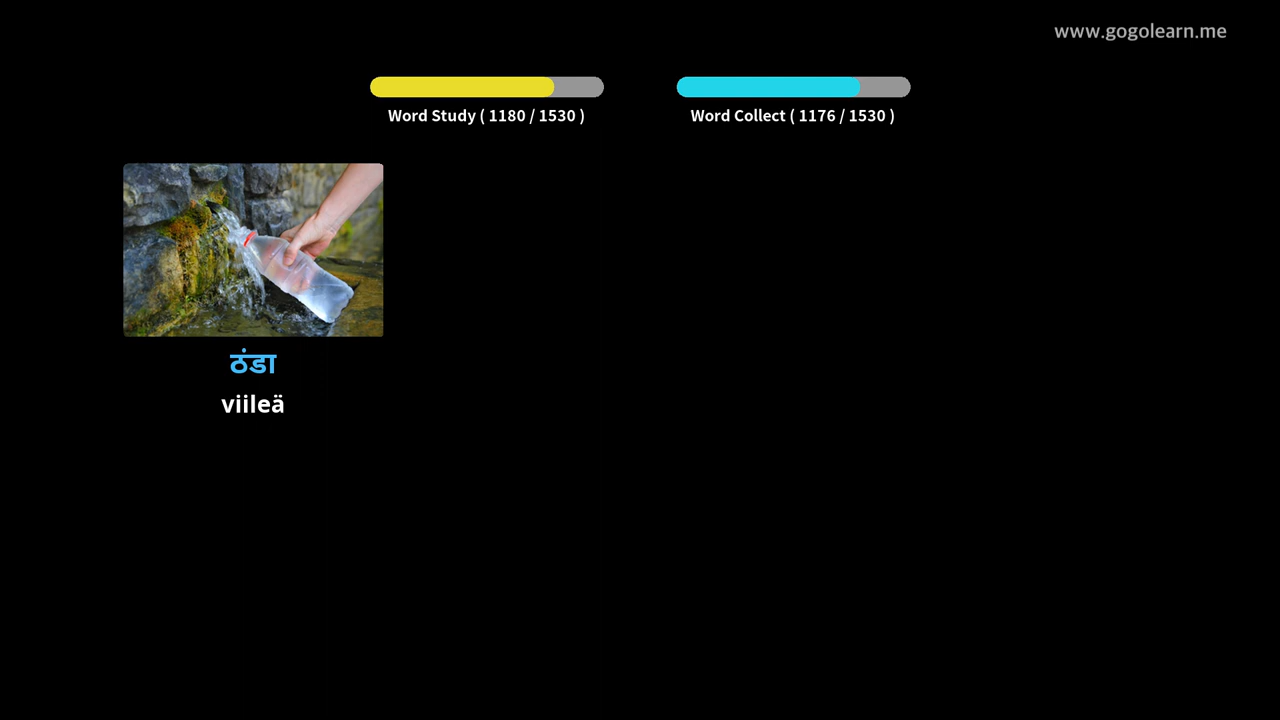 www.gogolearn.me
Word Study ( 1180 / 1530 )
Word Collect ( 1176 / 1530 )
ठंडा
viileä